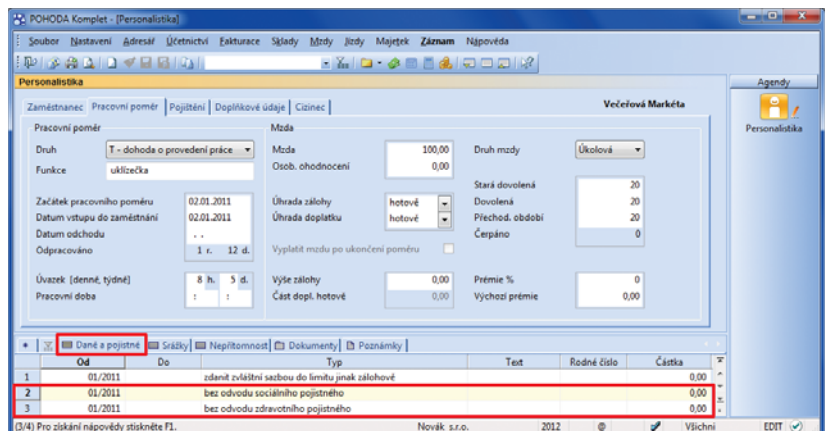 POHODA Komplet - [Personalistika]
Soubor Nastavení Adresář Účetnictví Fakturace Sklady Mzdy Jízdy Majetek Záznam Nápověda
Personalistika Agendy
Zaměstnanec Pracovní poměr Pojištění Doplňkové údaje Cizinec Večeřová Markéta
Personalistika
Pracovní poměr Mzda
Druh T - dohoda o provedení práce Mzda 100,00 Druh mzdy Úkolová
Funkce uklízečka Osob. ohodnocení 0,00
Stará dovolená 20
Začátek pracovního poměru 02.01.2011 Úhrada zálohy hotově Dovolená 20
Datum vstupu do zaměstnání 02.01.2011 Úhrada doplatku hotově Přechod. období 20
Datum odchodu . . Čerpáno 0
Odpracováno 1 r. 12 d. Vyplatit mzdu po ukončení poměru
Úvazek [denně, týdně] 8 h. 5 d. Výše zálohy 0,00 Prémie % 0
Pracovní doba : : Část dopl. hotově 0,00 Výchozí prémie 0,00
* Daně a pojistné Srážky Nepřítomnost Dokumenty Poznámky
Od Do Typ Text Rodné číslo Částka
1 01/2011 zdanit zvláštní sazbou do limitu jinak zálohově 0,00
2 01/2011 bez odvodu sociálního pojistného 0,00
3 01/2011 bez odvodu zdravotního pojistného 0,00
(3/4) Pro získání nápovědy stiskněte F1. Novák s.r.o. 2012 @ Všichni EDIT